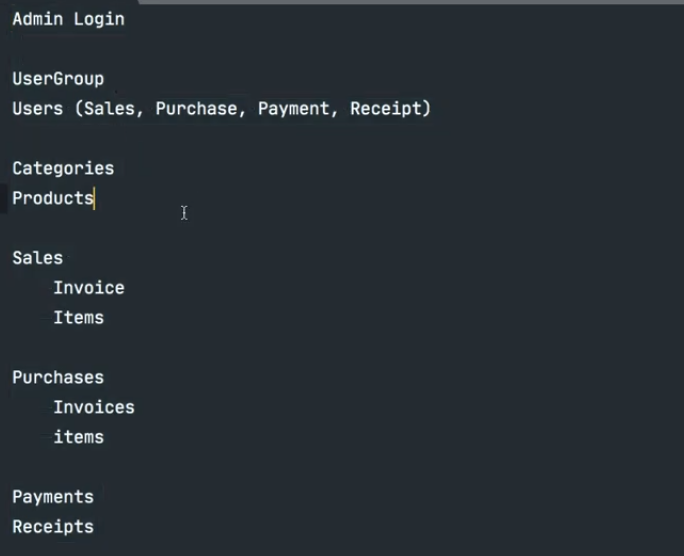 Admin Login
UserGroup
Users (Sales, Purchase, Payment, Receipt)
Categories
Products
Sales
Invoice
Items
Purchases
Invoices
items
Payments
Receipts